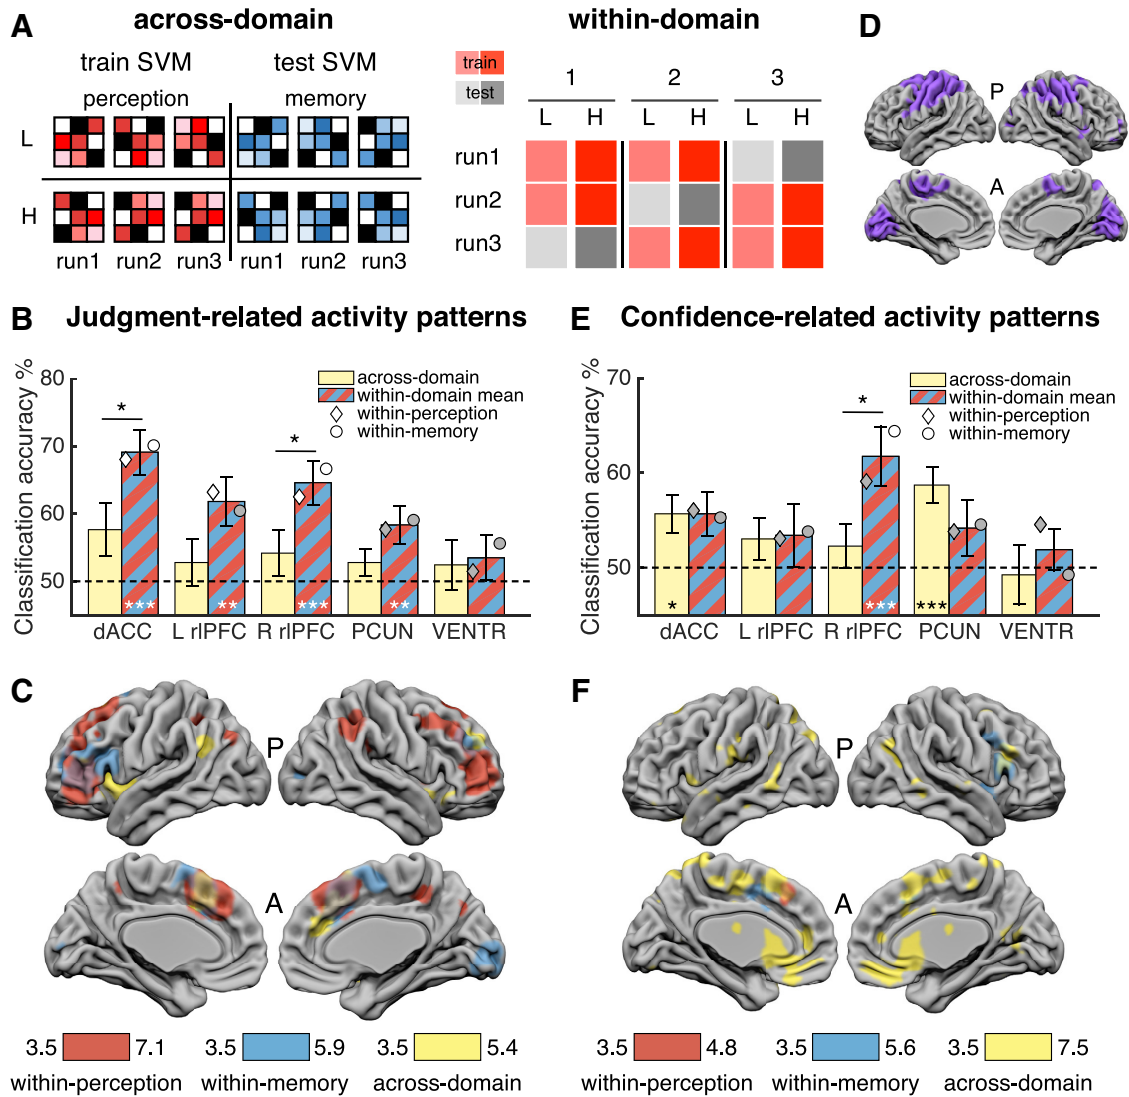 A
across-domain
train SVM
test SVM
perception
memory
L
H
run1 run2 run3 run1 run2 run3
within-domain
train
test
1 2 3
L H L H L H
run1
run2
run3
D
P
A
B
Judgment-related activity patterns
Classification accuracy %
80
70
60
50
across-domain
within-domain mean
within-perception
within-memory
*
*
*** ** *** **
dACC L rlPFC R rlPFC PCUN VENTR
E
Confidence-related activity patterns
Classification accuracy %
70
60
50
across-domain
within-domain mean
within-perception
within-memory
*
* *** ***
dACC L rlPFC R rlPFC PCUN VENTR
C
P
A
3.5 7.1 3.5 5.9 3.5 5.4
within-perception within-memory across-domain
F
P
A
3.5 4.8 3.5 5.6 3.5 7.5
within-perception within-memory across-domain